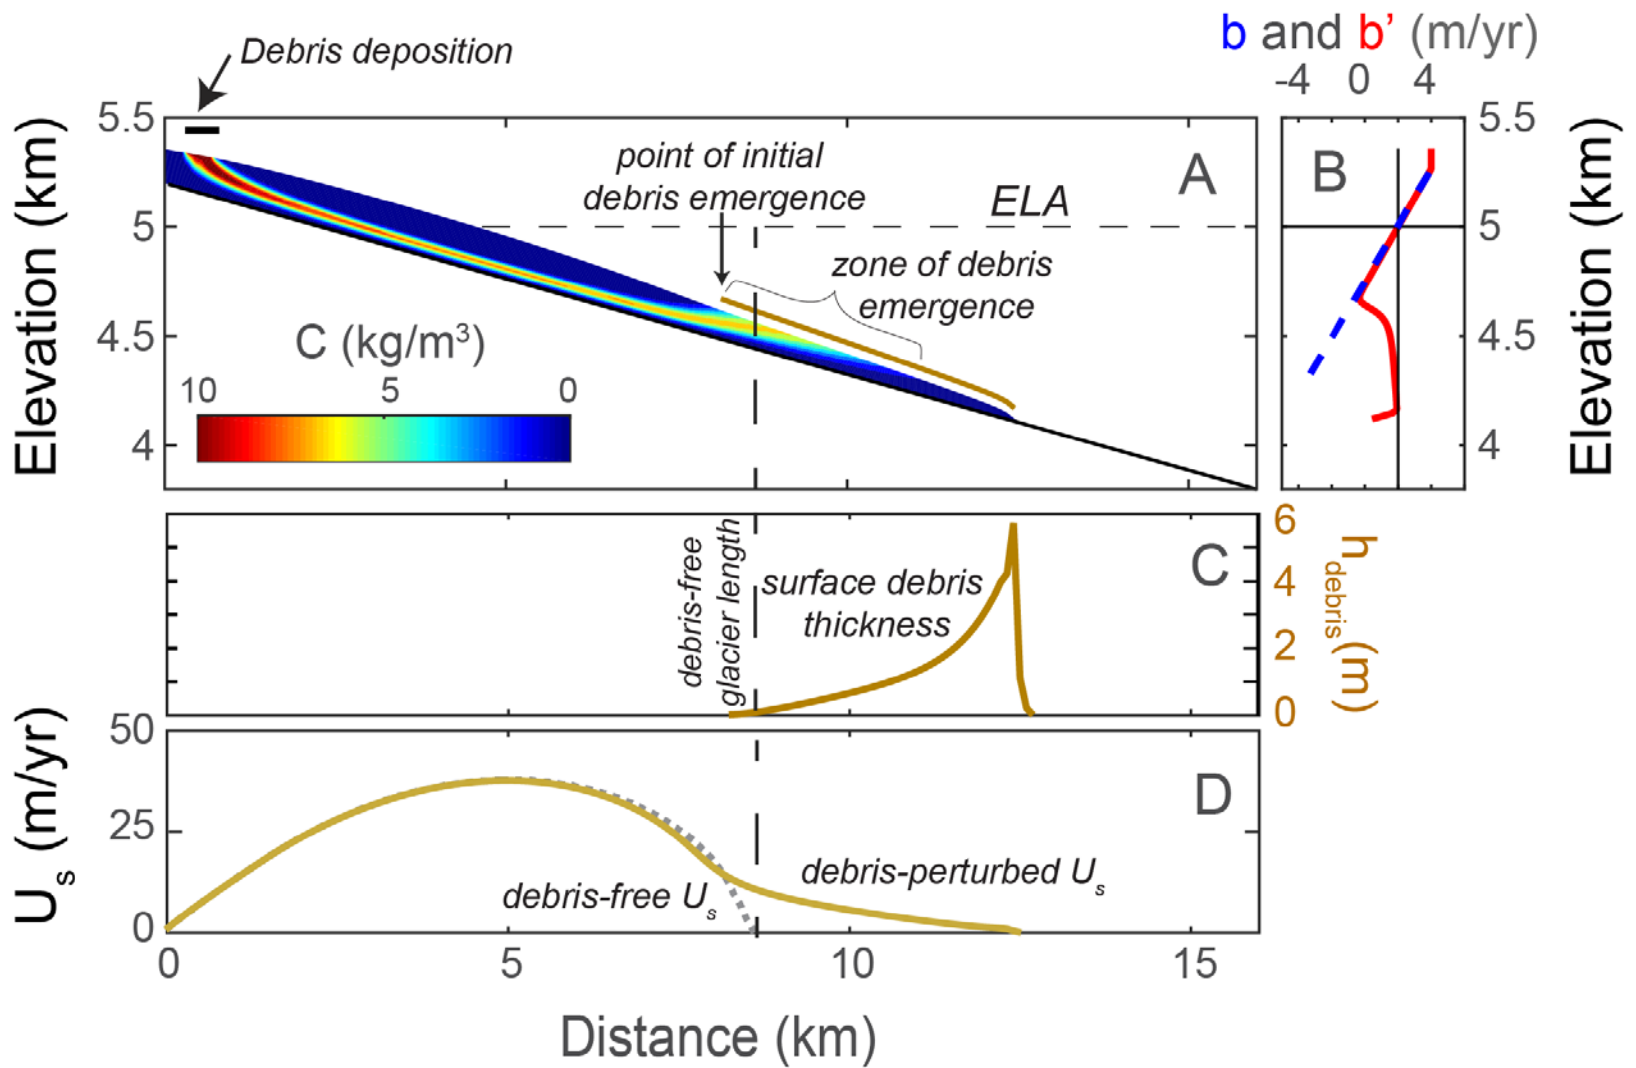 b and b' (m/yr)
-4 0 4
Debris deposition
5.5
5
4.5
4
Elevation (km)
point of initial
debris emergence
ELA
A
zone of debris
emergence
C (kg/m³)
10 5 0
B
5.5
5
4.5
4
Elevation (km)
debris-free
glacier length
surface debris
thickness
C
6
4
2
0
h debris (m)
50
25
0
U s (m/yr)
D
debris-free U s
debris-perturbed U s
0 5 10 15
Distance (km)